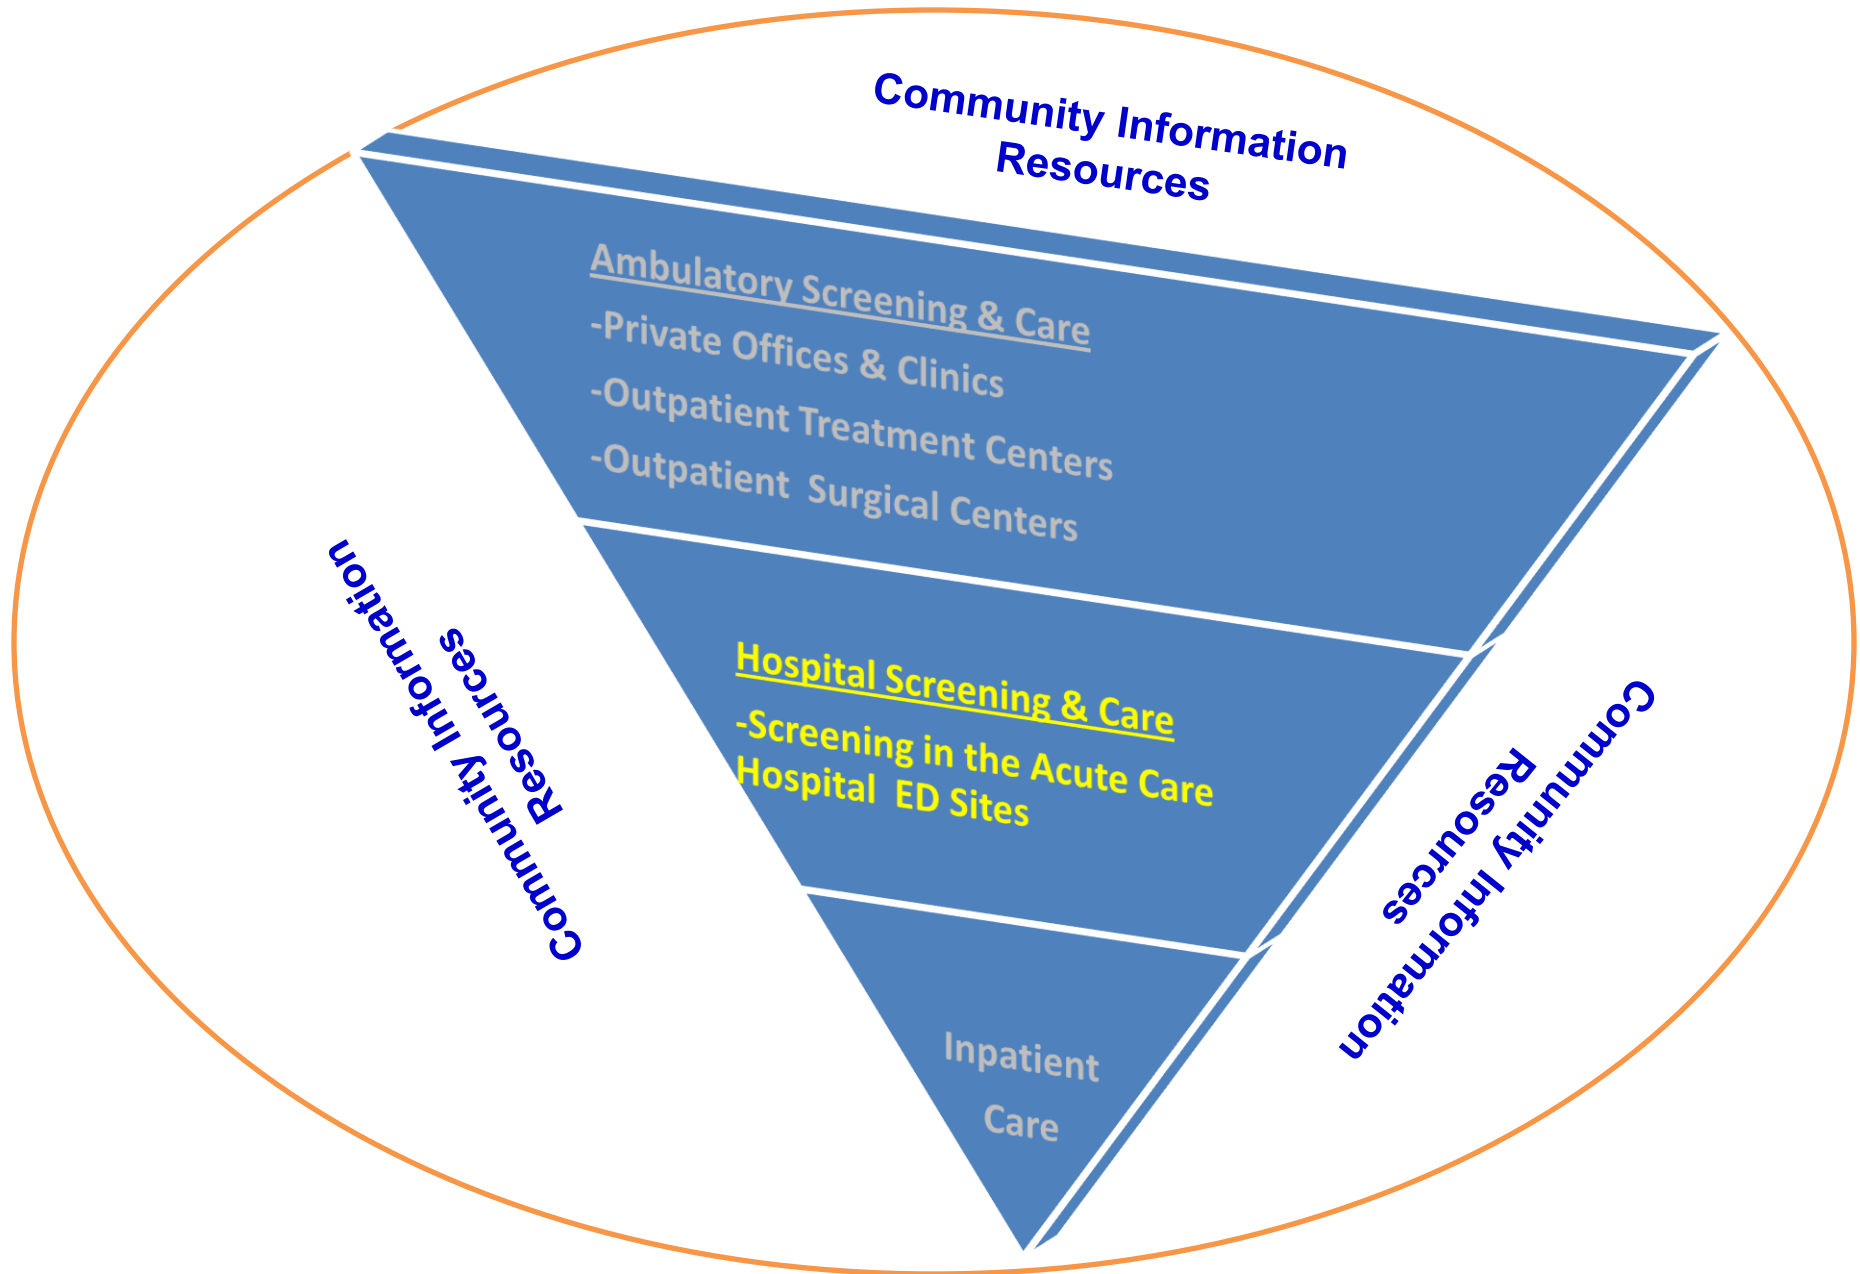 Community Information
Resources
Ambulatory Screening & Care
-Private Offices & Clinics
-Outpatient Treatment Centers
-Outpatient  Surgical Centers
Community Information
Resources
Hospital Screening & Care
-Screening in the Acute Care
Hospital  ED Sites
Community Information
Resources
Inpatient
Care